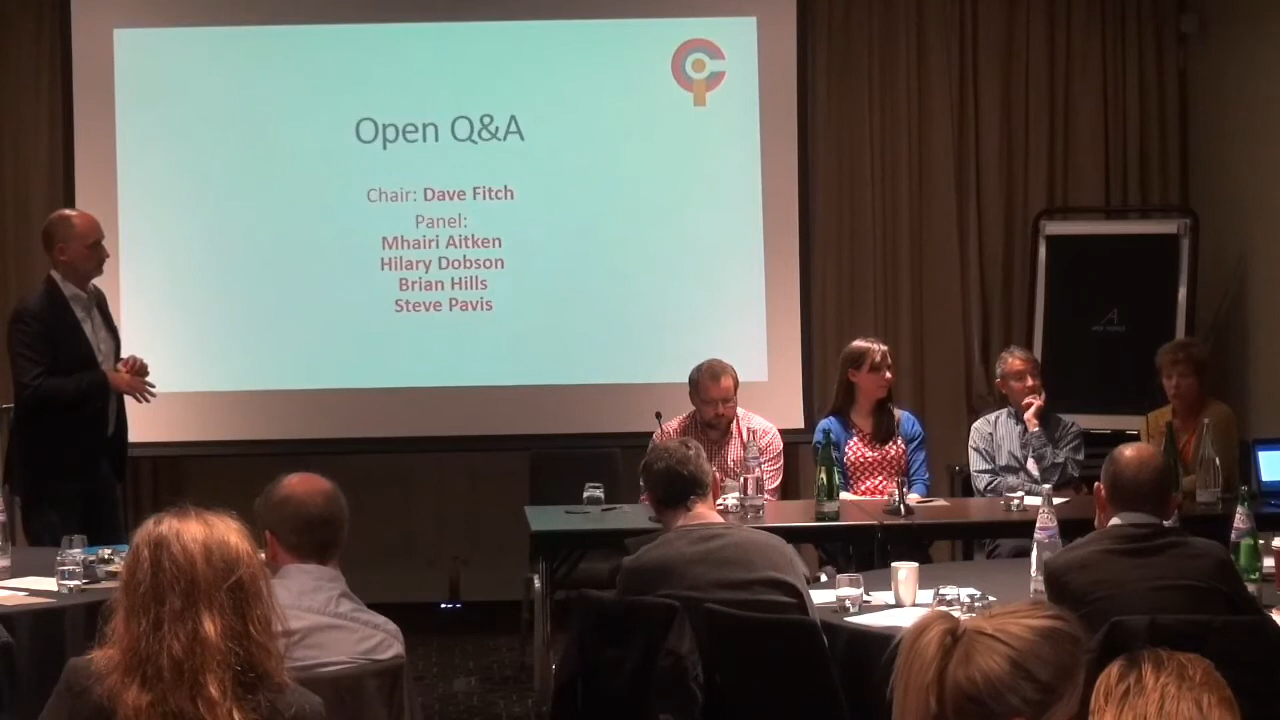 Open Q&A
Chair: Dave Fitch
Panel:
Mhairi Aitken
Hilary Dobson
Brian Hills
Steve Pavis